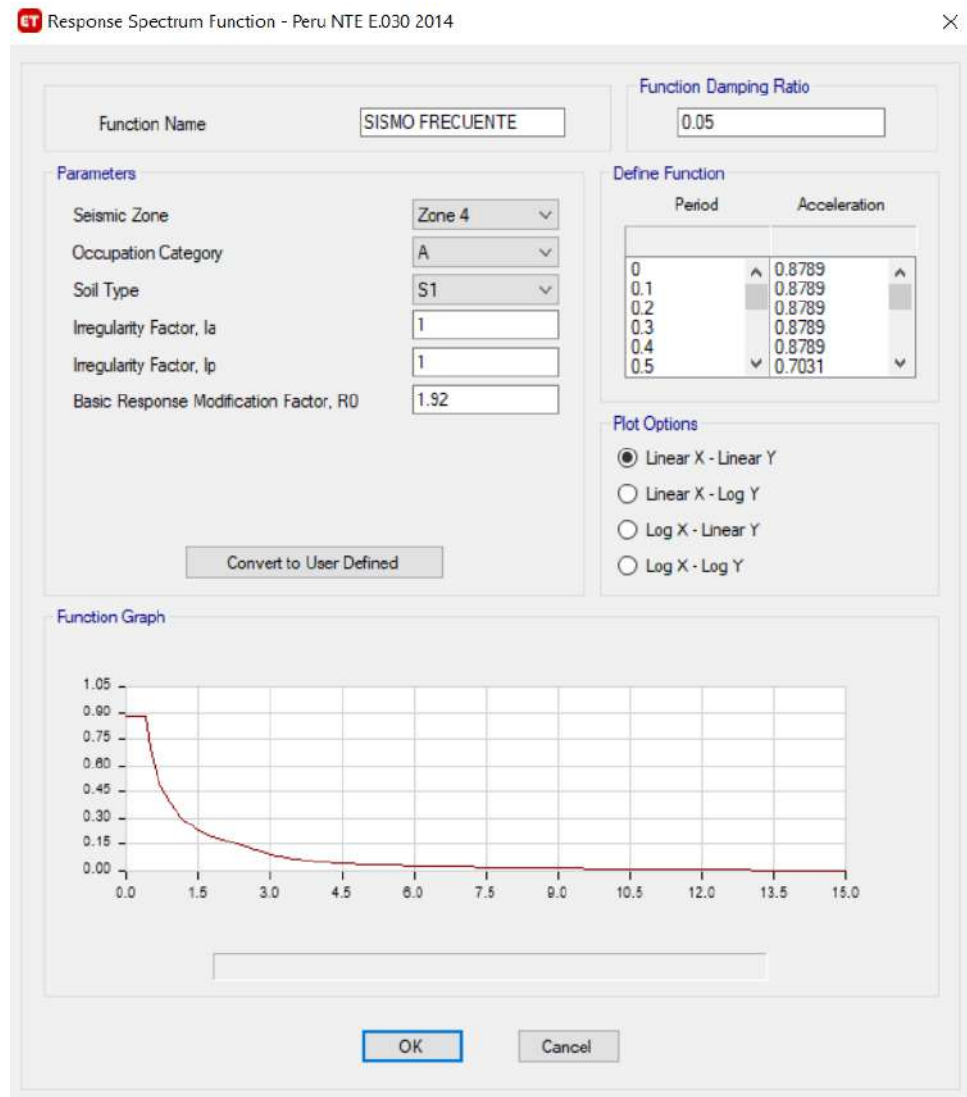 ET Response Spectrum Function - Peru NTE E.030 2014
Function Name
SISMO FRECUENTE
Function Damping Ratio
0.05
Parameters
Seismic Zone Zone 4
Occupation Category A
Soil Type S1
Irregularity Factor, Ia 1
Irregularity Factor, Ip 1
Basic Response Modification Factor, R0 1.92
Convert to User Defined
Define Function
Period Acceleration
0 0.8789
0.1 0.8789
0.2 0.8789
0.3 0.8789
0.4 0.8789
0.5 0.7031
Plot Options
Linear X - Linear Y
Linear X - Log Y
Log X - Linear Y
Log X - Log Y
Function Graph
1.05
0.90
0.75
0.60
0.45
0.30
0.15
0.00
0.0 1.5 3.0 4.5 6.0 7.5 9.0 10.5 12.0 13.5 15.0
OK Cancel